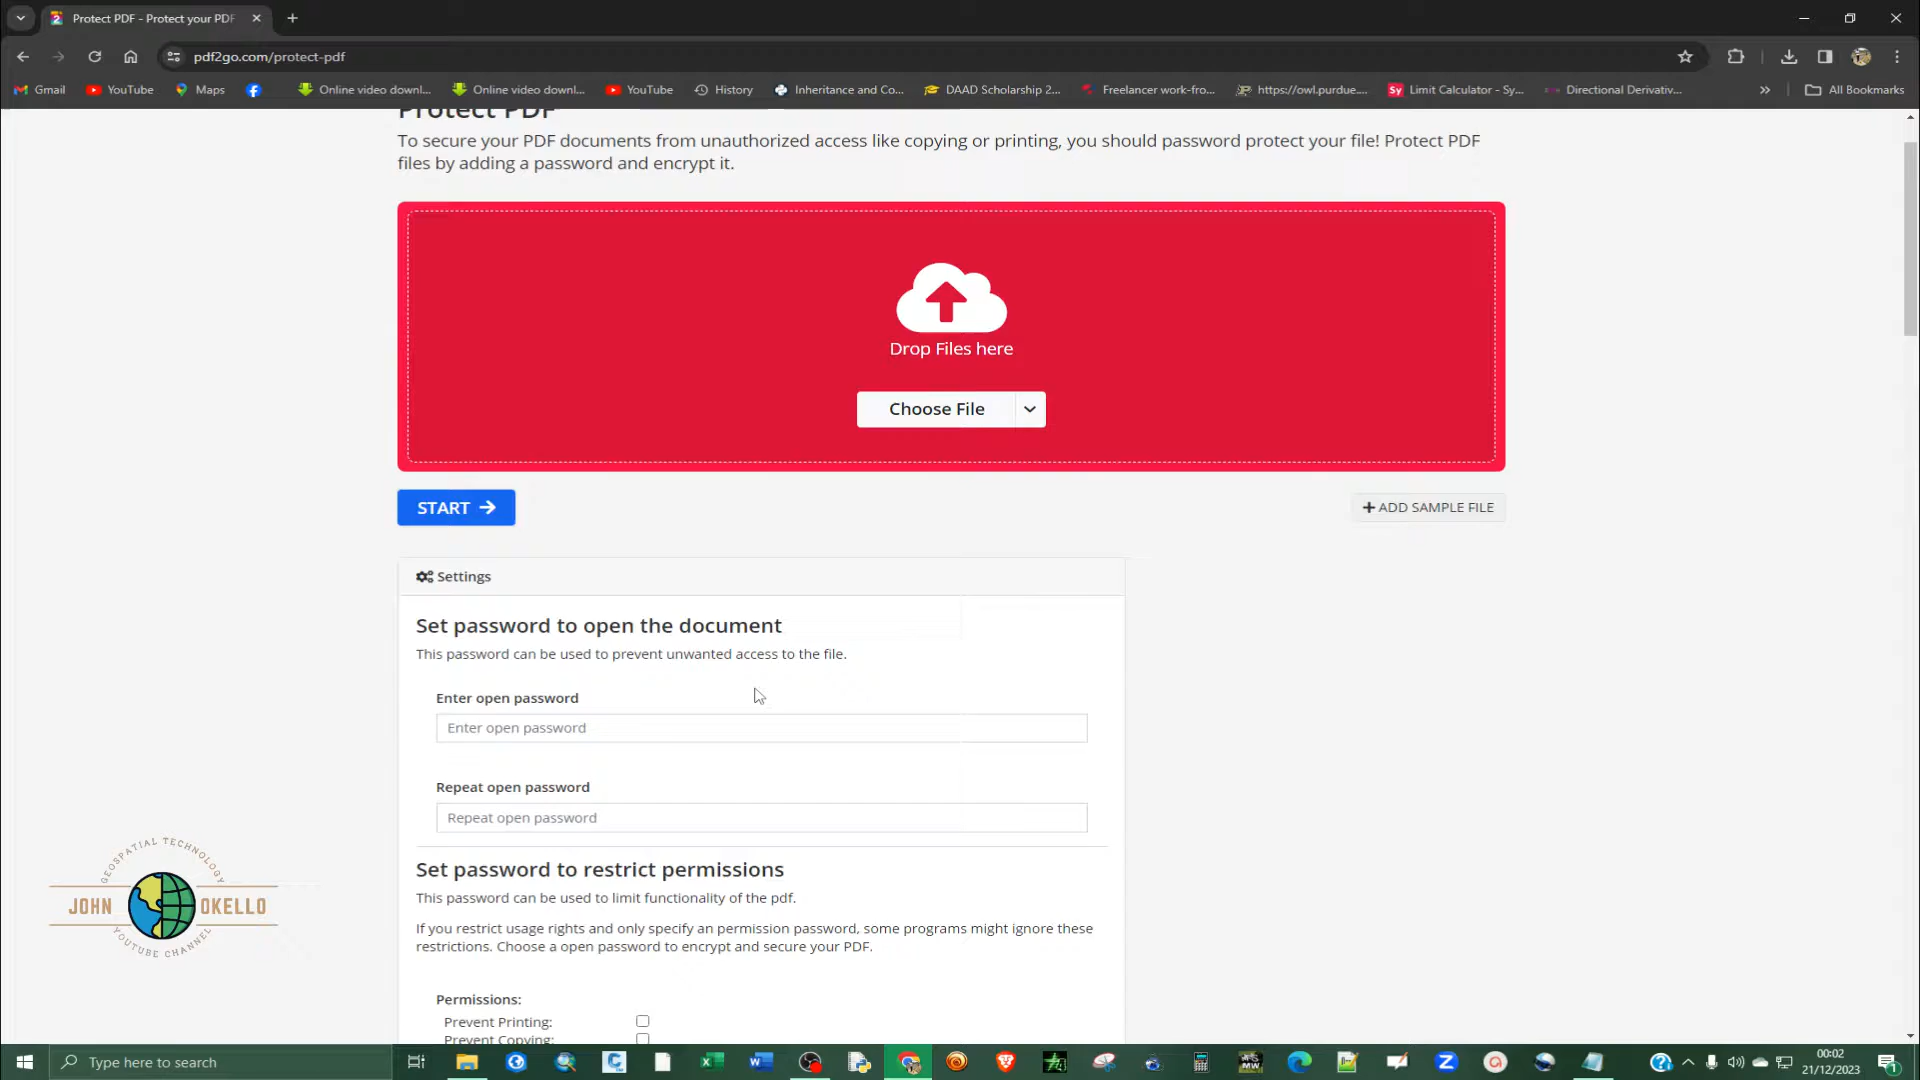 Protect PDF - Protect your PDF
pdf2go.com/protect-pdf
Gmail
YouTube
Maps
Online video downl...
Online video downl...
YouTube
History
Inheritance and Co...
DAAD Scholarship 2...
Freelancer work-fro...
https://owl.purdue....
Sy Limit Calculator - Sy...
Directional Derivativ...
All Bookmarks
Protect PDF
To secure your PDF documents from unauthorized access like copying or printing, you should password protect your file! Protect PDF
files by adding a password and encrypt it.
Drop Files here
Choose File
START
+ ADD SAMPLE FILE
Settings
Set password to open the document
This password can be used to prevent unwanted access to the file.
Enter open password
Enter open password
Repeat open password
Repeat open password
Set password to restrict permissions
This password can be used to limit functionality of the pdf.
If you restrict usage rights and only specify an permission password, some programs might ignore these
restrictions. Choose a open password to encrypt and secure your PDF.
Permissions:
Prevent Printing:
Prevent Copying:
GEOSPATIAL TECHNOLOGY
JOHN OKELLO
YOUTUBE CHANNEL
Type here to search
00:02
21/12/2023